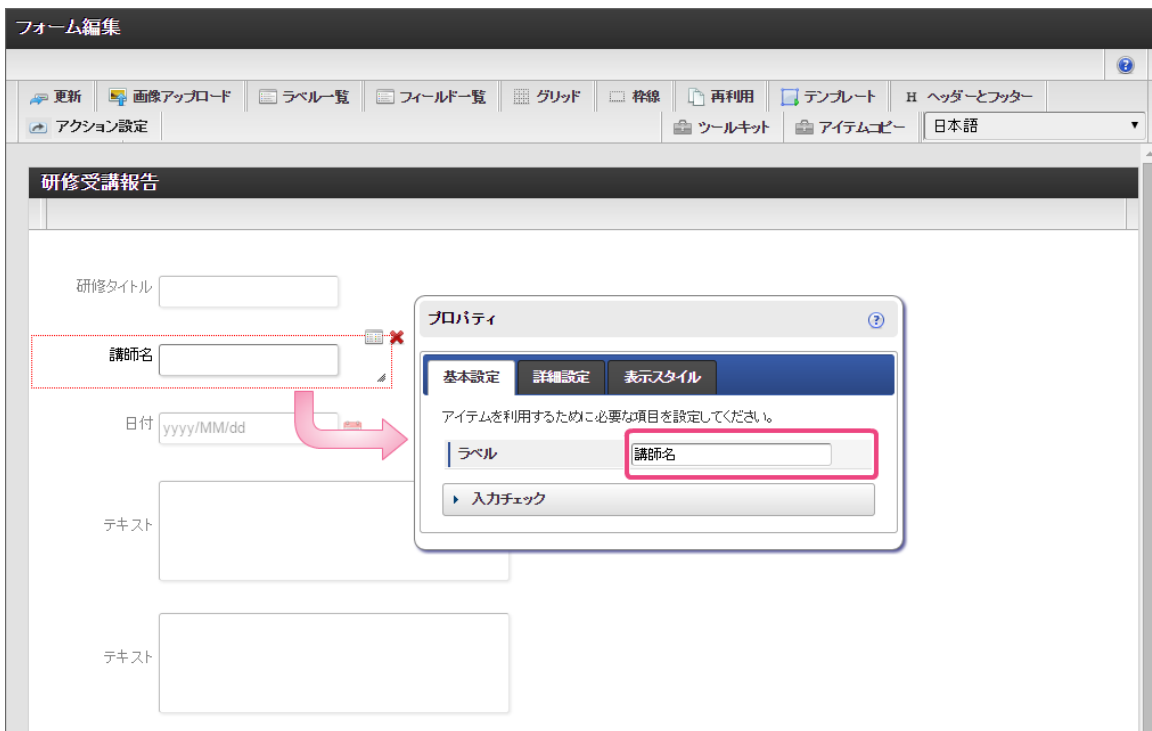 フォーム編集
更新 画像アップロード ラベル一覧 フィールド一覧 グリッド 枠線 再利用 テンプレート H ヘッダーとフッター
アクション設定 ツールキット アイテムコピー 日本語
研修受講報告
研修タイトル
講師名
日付 yyyy/MM/dd
テキスト
テキスト
プロパティ
基本設定 詳細設定 表示スタイル
アイテムを利用するために必要な項目を設定してください。
ラベル 講師名
入力チェック